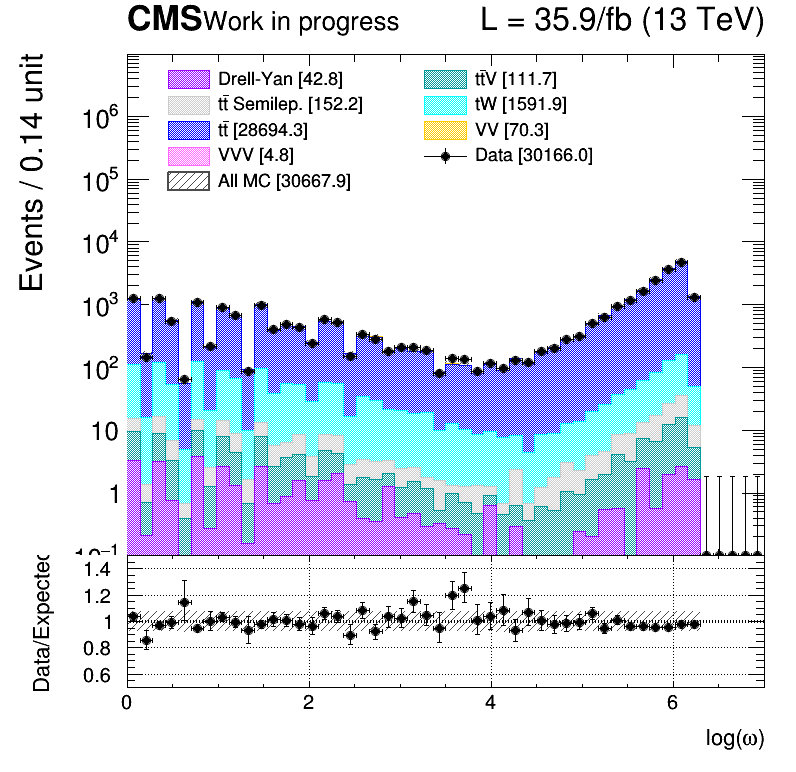 CMS Work in progress L = 35.9/fb (13 TeV)
Events / 0.14 unit
Drell-Yan [42.8]
tt̄ Semilep. [152.2]
tt̄ [28694.3]
VVV [4.8]
All MC [30667.9]
tt̄V [111.7]
tW [1591.9]
VV [70.3]
Data [30166.0]
10⁶
10⁵
10⁴
10³
10²
10
1
10⁻¹
Data/Expected
1.4
1.2
1
0.8
0.6
0 2 4 6
log(ω)